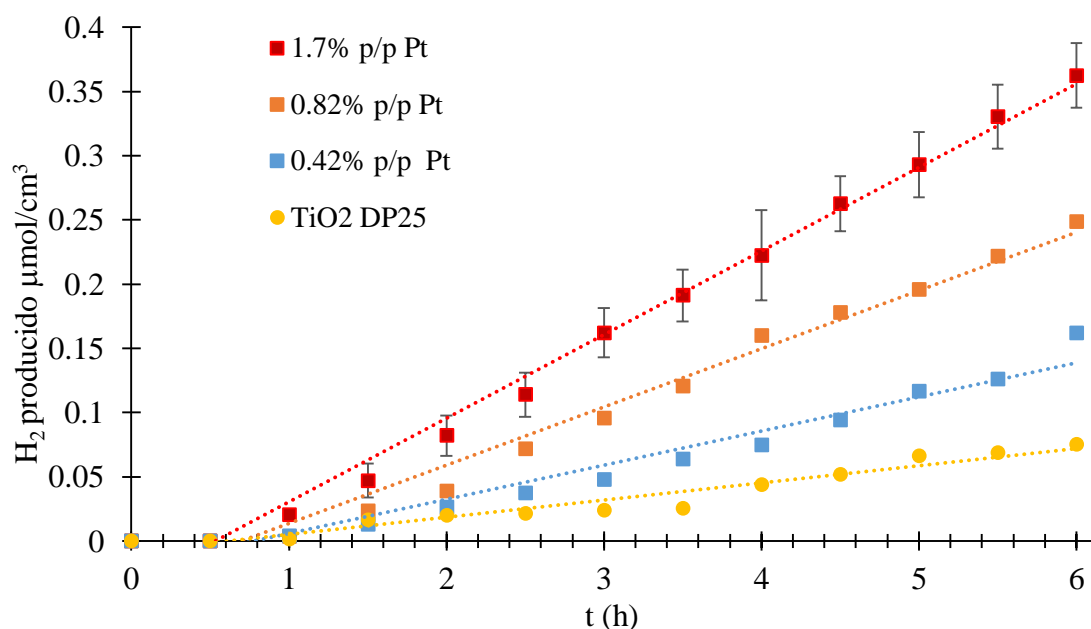 0.4
0.35
0.3
0.25
0.2
0.15
0.1
0.05
0
H₂ producido µmol/cm³
1.7% p/p Pt
0.82% p/p Pt
0.42% p/p Pt
TiO2 DP25
0 1 2 3 4 5 6
t (h)